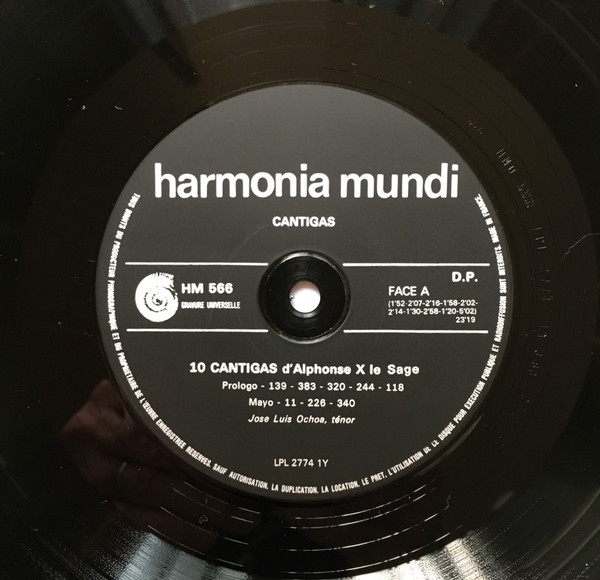 harmonia mundi
CANTIGAS
HM 566
GRAVURE UNIVERSELLE
D.P.
FACE A
(1'52-2'07-2'16-1'58-2'02-
2'14-1'30-2'58-1'20-5'02)
23'19
10 CANTIGAS d'Alphonse X le Sage
Prologo - 139 - 383 - 320 - 244 - 118
Mayo - 11 - 226 - 340
Jose Luis Ochoa, ténor
LPL 2774 1Y
TOUS DROITS DU PRODUCTEUR PHONOGRAPHIQUE ET DU PROPRIETAIRE DE L'ŒUVRE ENREGISTREE RESERVES. SAUF AUTORISATION, LA DUPLICATION, LA LOCATION, LE PRET, L'UTILISATION DE CE DISQUE POUR EXECUTION PUBLIQUE ET RADIODIFFUSION SONT INTERDITS. MADE IN FRANCE.